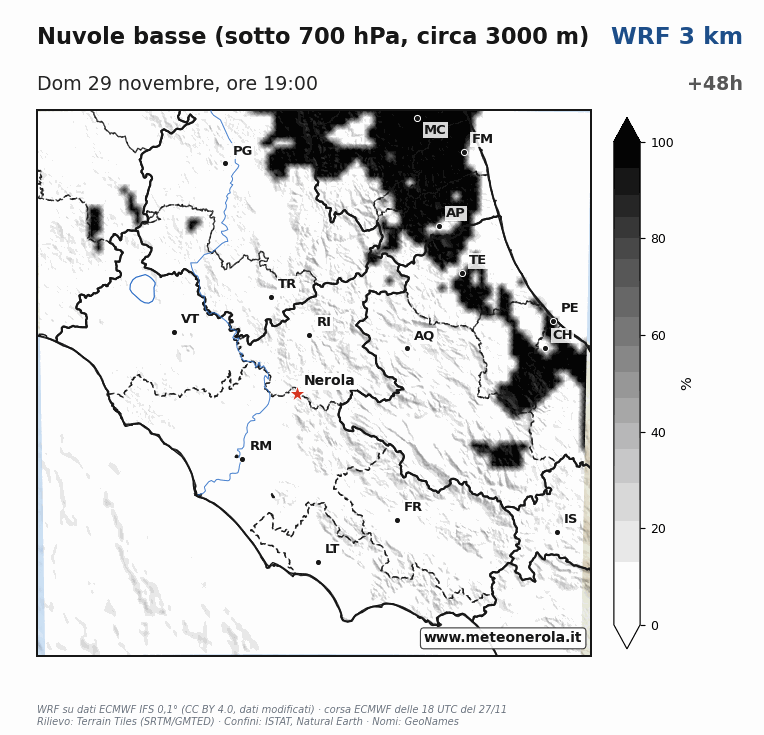 Nuvole basse (sotto 700 hPa, circa 3000 m) WRF 3 km
Dom 29 novembre, ore 19:00 +48h
MC
FM
PG
AP
TE
TR
PE
VT
RI
AQ
CH
Nerola
RM
FR
IS
LT
www.meteonerola.it
100
80
60
40
20
0
%
WRF su dati ECMWF IFS 0,1° (CC BY 4.0, dati modificati) · corsa ECMWF delle 18 UTC del 27/11
Rilievo: Terrain Tiles (SRTM/GMTED) · Confini: ISTAT, Natural Earth · Nomi: GeoNames